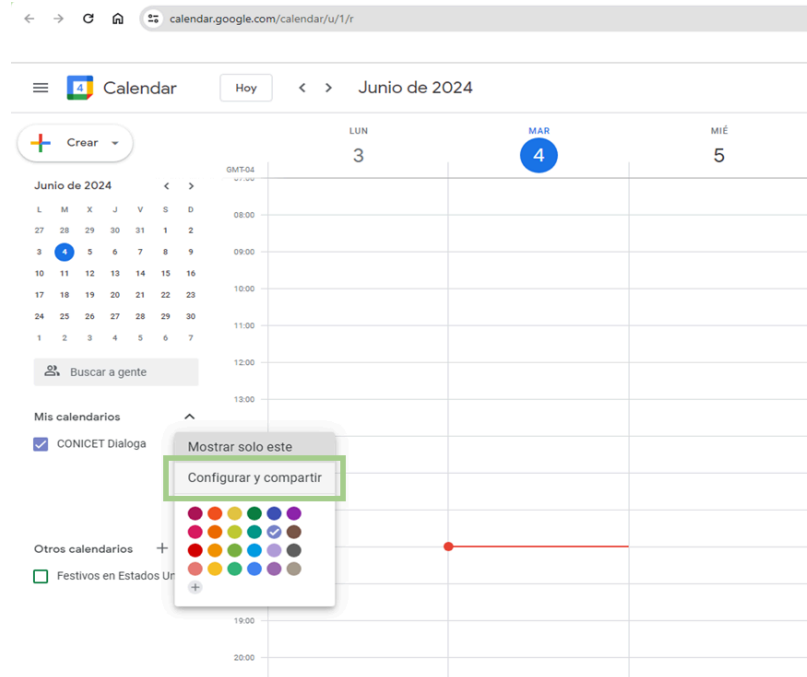 calendar.google.com/calendar/u/1/r
4 Calendar Hoy Junio de 2024
Crear
LUN MAR MIÉ
3 4 5
GMT-04
Junio de 2024
L M X J V S D
27 28 29 30 31 1 2
3 4 5 6 7 8 9
10 11 12 13 14 15 16
17 18 19 20 21 22 23
24 25 26 27 28 29 30
1 2 3 4 5 6 7
Buscar a gente
Mis calendarios
CONICET Dialoga
Mostrar solo este
Configurar y compartir
Otros calendarios
Festivos en Estados Un
08:00
09:00
10:00
11:00
12:00
13:00
19:00
20:00